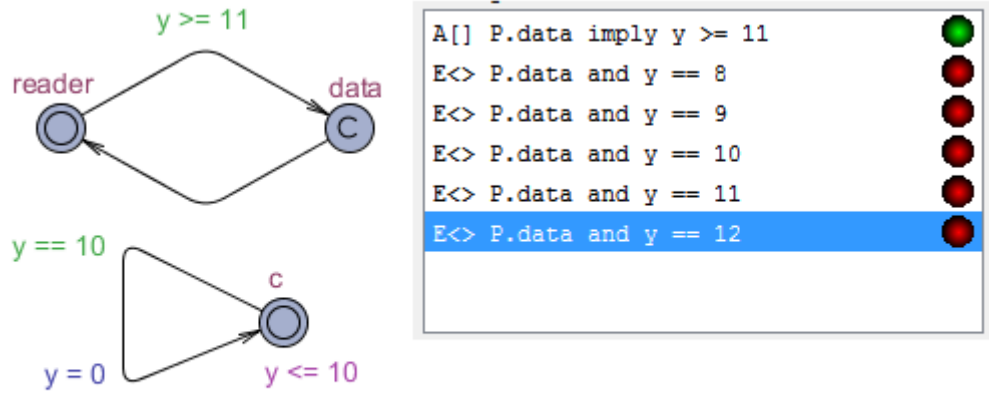 y >= 11
reader
data
C
y == 10
c
y = 0
y <= 10
A[] P.data imply y >= 11
E<> P.data and y == 8
E<> P.data and y == 9
E<> P.data and y == 10
E<> P.data and y == 11
E<> P.data and y == 12